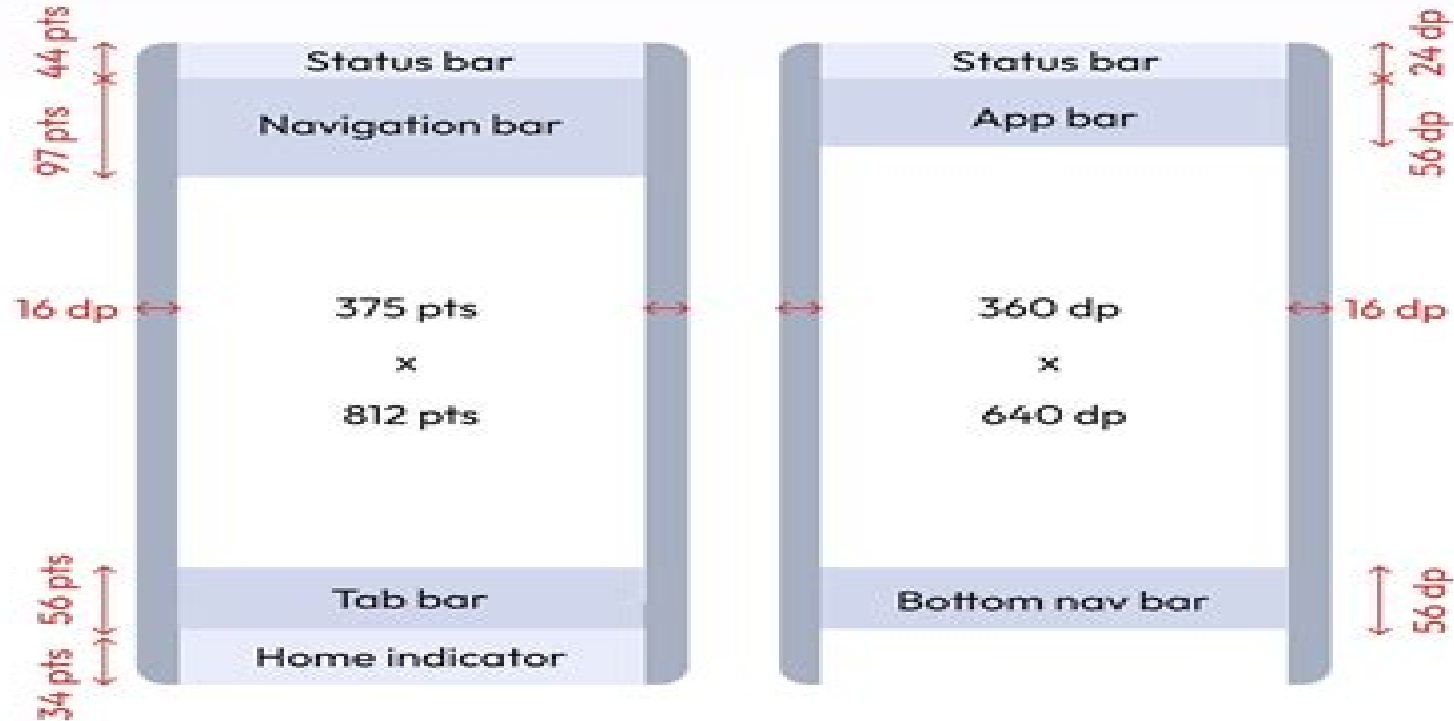 44 pts
97 pts
Status bar
Navigation bar
16 dp
375 pts
x
812 pts
56 pts
Tab bar
34 pts
Home indicator
Status bar
24 dp
App bar
56 dp
360 dp
x
640 dp
16 dp
Bottom nav bar
56 dp